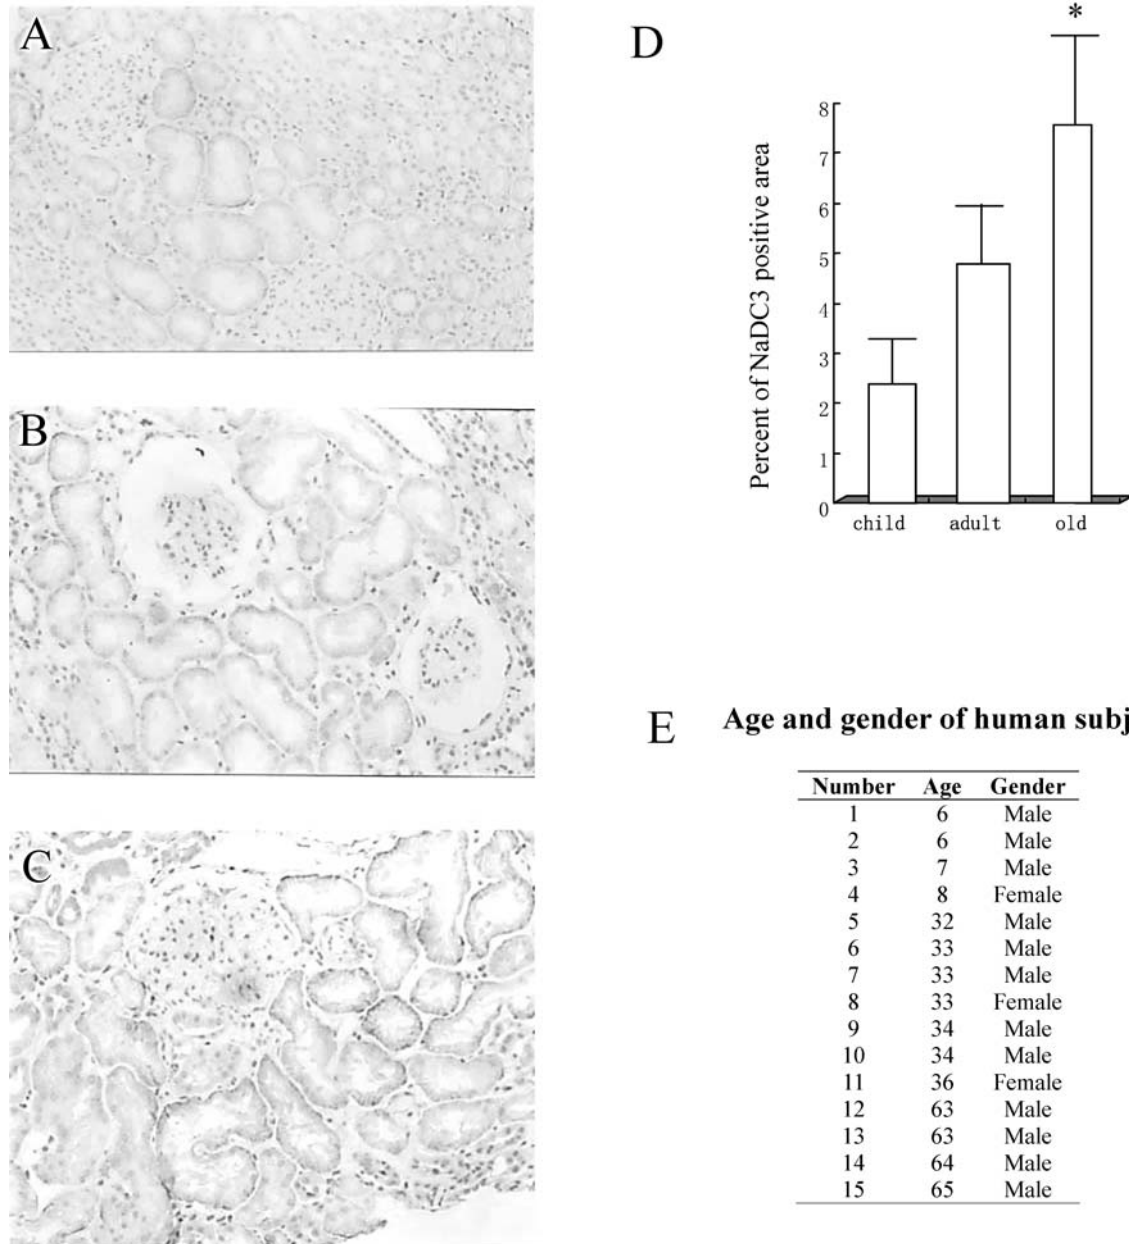 A
B
C
D
*
Percent of NaDC3 positive area
8
7
6
5
4
3
2
1
0
child adult old
E Age and gender of human subj
Number Age Gender
1 6 Male
2 6 Male
3 7 Male
4 8 Female
5 32 Male
6 33 Male
7 33 Male
8 33 Female
9 34 Male
10 34 Male
11 36 Female
12 63 Male
13 63 Male
14 64 Male
15 65 Male